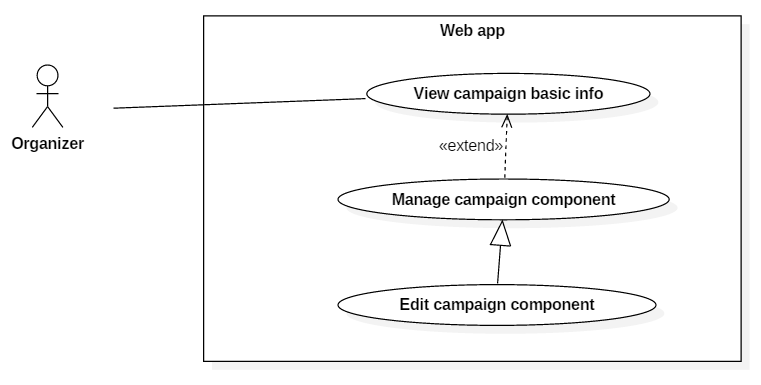 Web app
View campaign basic info
Organizer
«extend»
Manage campaign component
Edit campaign component